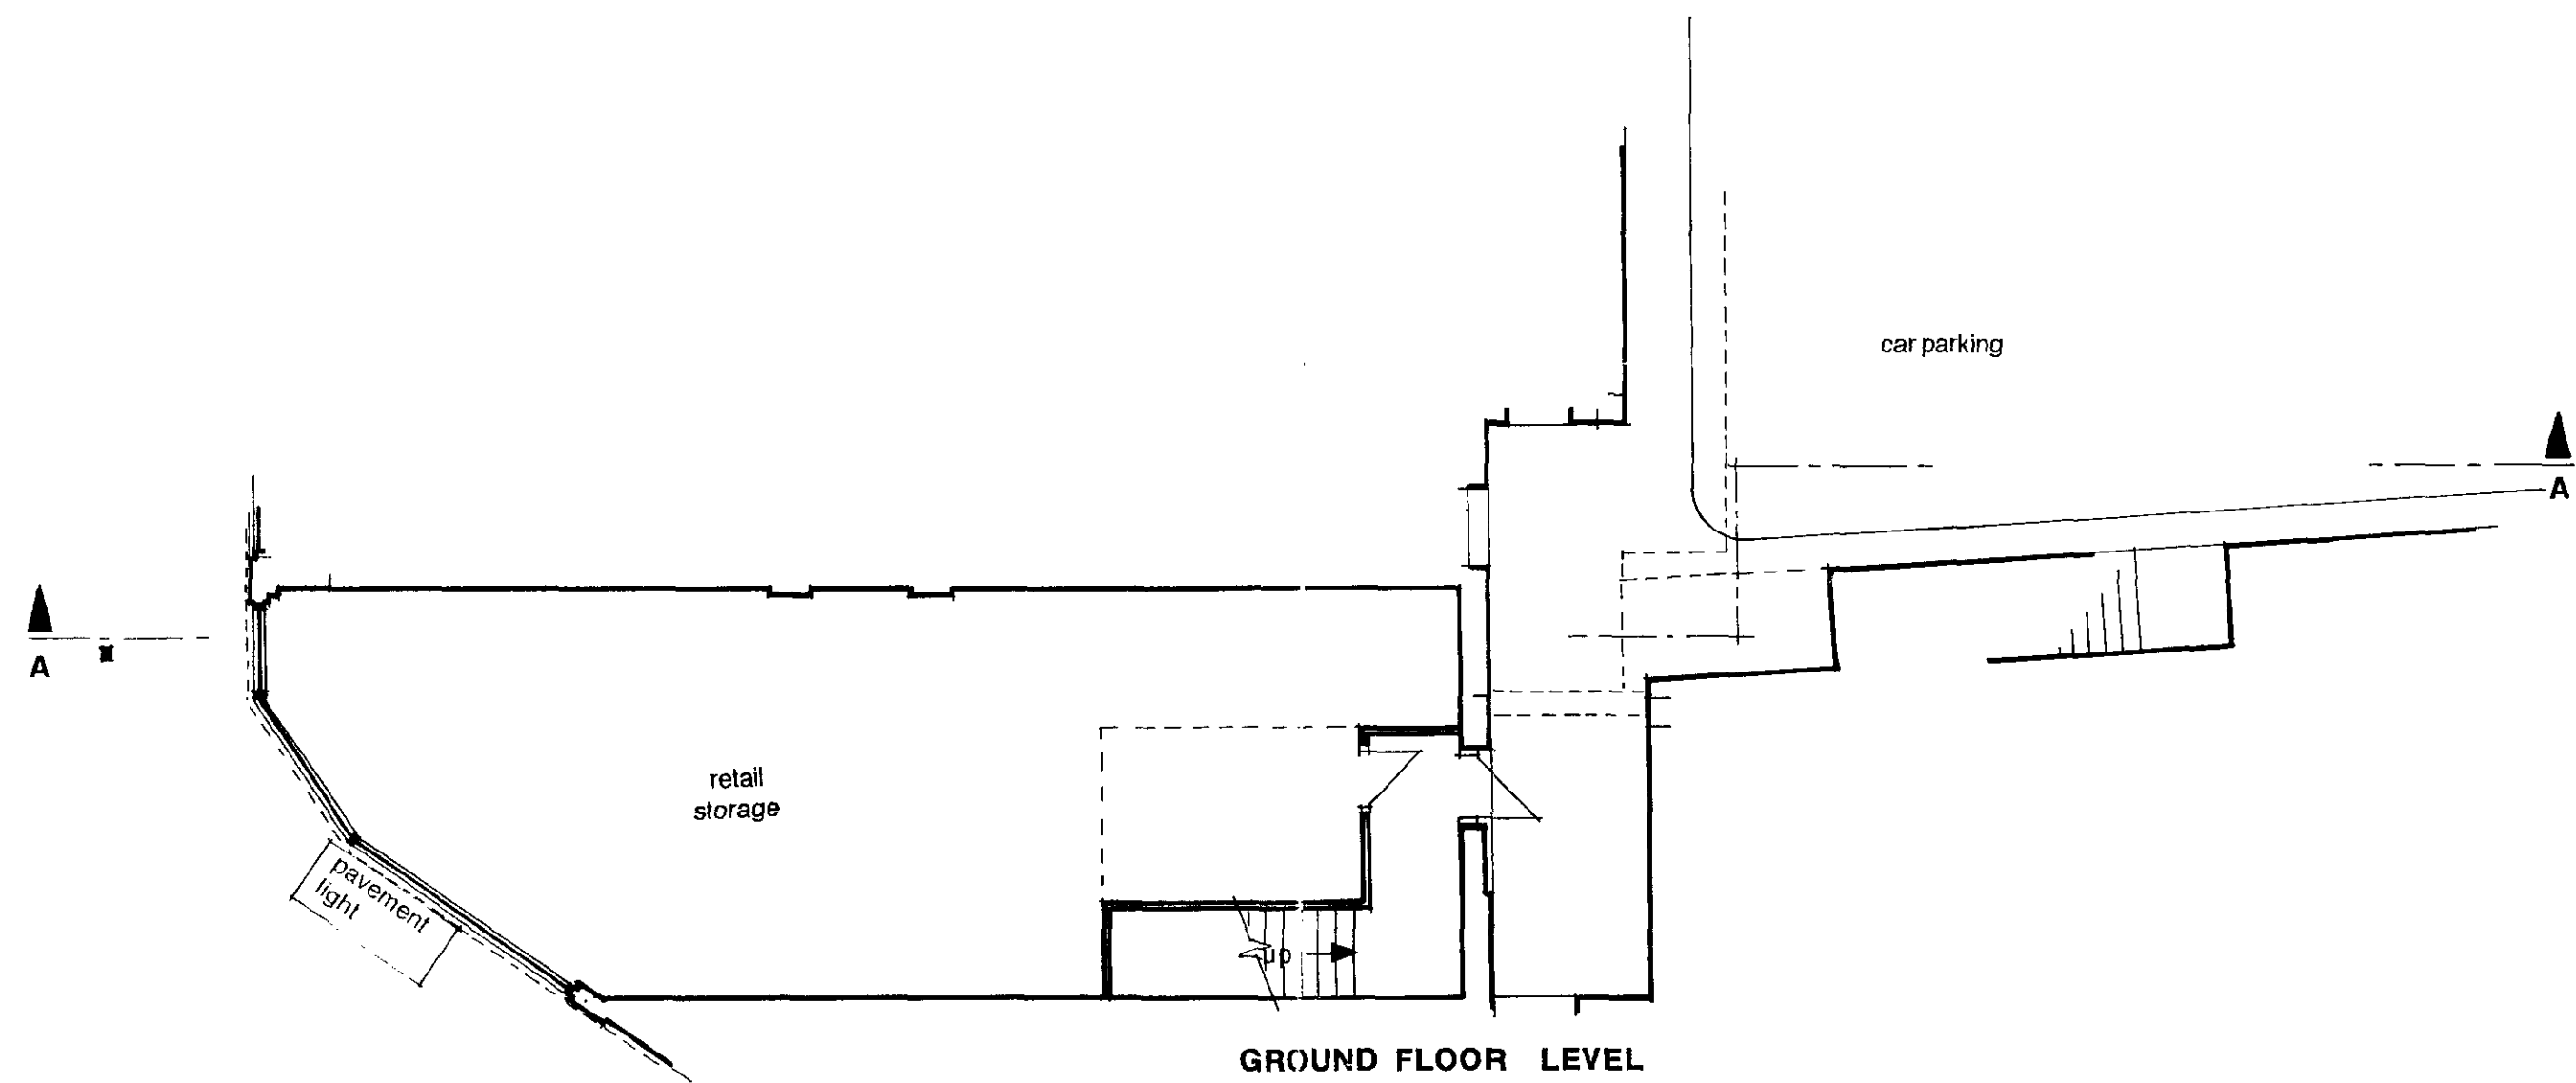 car parking
A
A
retail
storage
pavement
light
up
GROUND FLOOR LEVEL